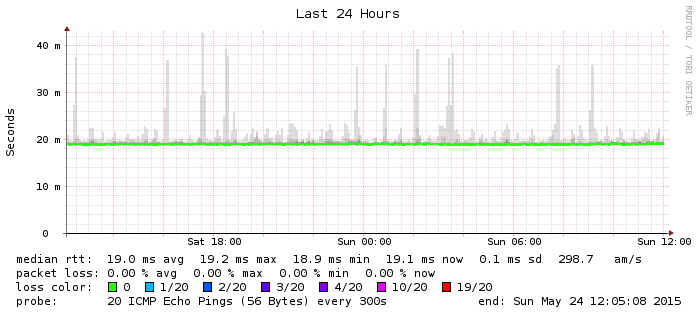 Last 24 Hours
RRDTOOL / TOBI OETIKER
Seconds
40 m
30 m
20 m
10 m
0
Sat 18:00 Sun 00:00 Sun 06:00 Sun 12:00
median rtt: 19.0 ms avg 19.2 ms max 18.9 ms min 19.1 ms now 0.1 ms sd 298.7 am/s
packet loss: 0.00 % avg 0.00 % max 0.00 % min 0.00 % now
loss color: 0 1/20 2/20 3/20 4/20 10/20 19/20
probe: 20 ICMP Echo Pings (56 Bytes) every 300s end: Sun May 24 12:05:08 2015